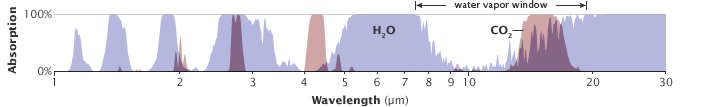 water vapor window
100%
H2O
CO2
0%
1 2 3 4 5 6 7 8 9 10 20 30
Absorption
Wavelength (μm)